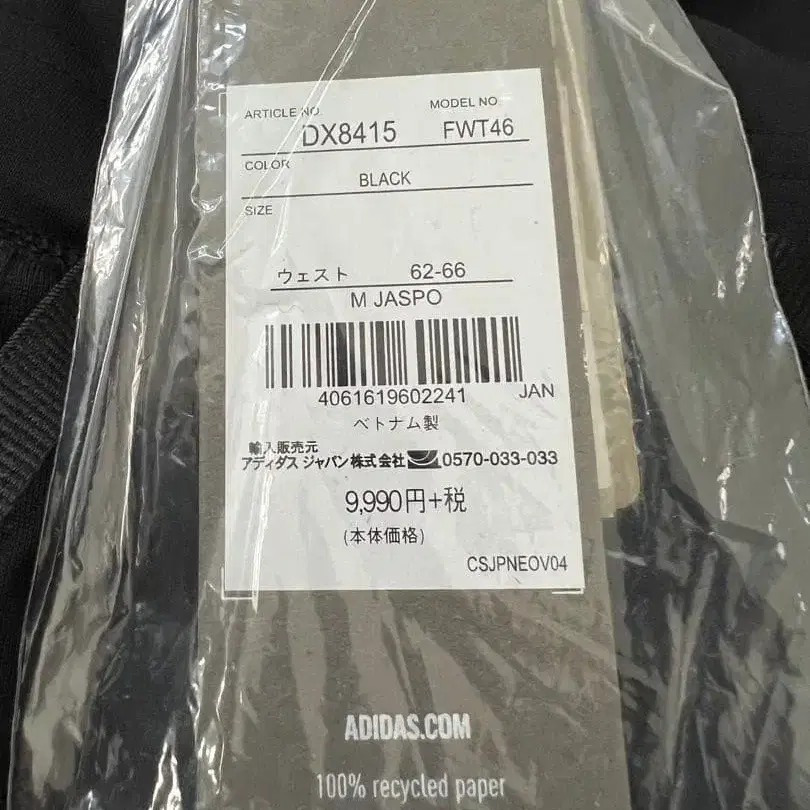 ARTICLE NO. MODEL NO.
DX8415 FWT46
COLOR
BLACK
SIZE
ウェスト 62-66
M JASPO
4061619602241 JAN
ベトナム製
輸入販売元
アディダス ジャパン株式会社 0570-033-033
9,990円+税
(本体価格)
CSJPNEOV04
ADIDAS.COM
100% recycled paper